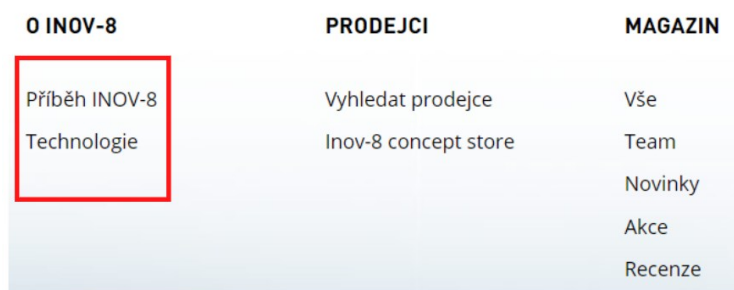 O INOV-8
Příběh INOV-8
Technologie
PRODEJCI
Vyhledat prodejce
Inov-8 concept store
MAGAZIN
Vše
Team
Novinky
Akce
Recenze